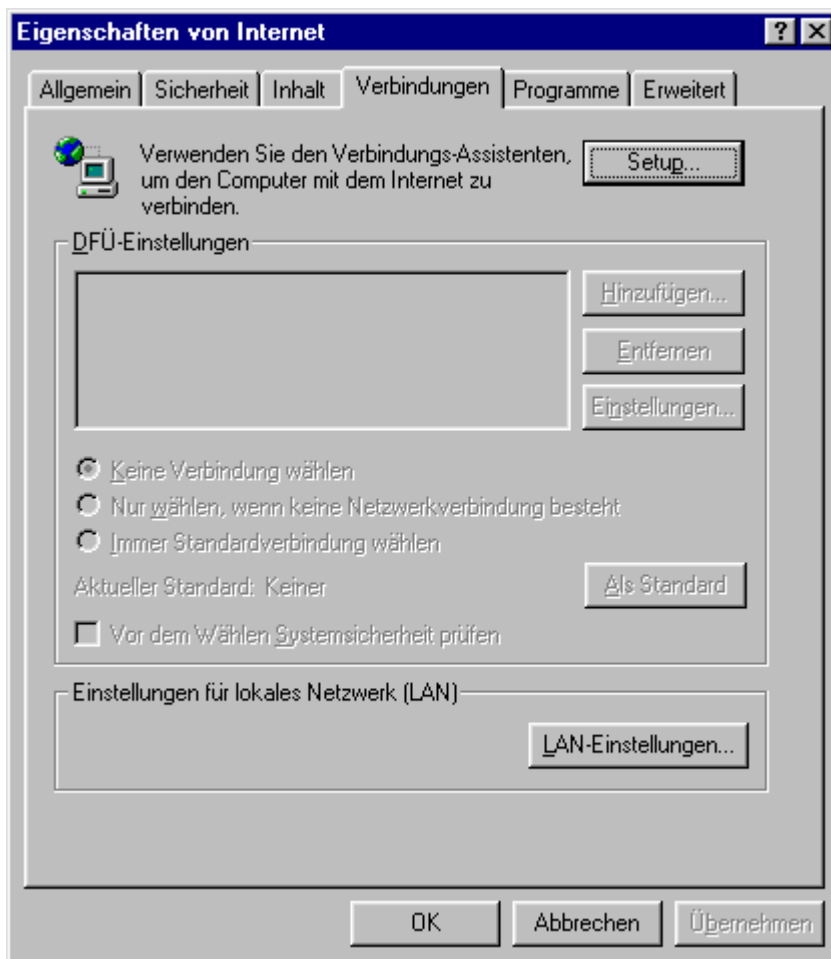 Eigenschaften von Internet
Allgemein Sicherheit Inhalt Verbindungen Programme Erweitert
Verwenden Sie den Verbindungs-Assistenten,
um den Computer mit dem Internet zu
verbinden.
Setup...
DFÜ-Einstellungen
Hinzufügen...
Entfernen
Einstellungen...
Keine Verbindung wählen
Nur wählen, wenn keine Netzwerkverbindung besteht
Immer Standardverbindung wählen
Aktueller Standard: Keiner
Als Standard
Vor dem Wählen Systemsicherheit prüfen
Einstellungen für lokales Netzwerk (LAN)
LAN-Einstellungen...
OK Abbrechen Übernehmen